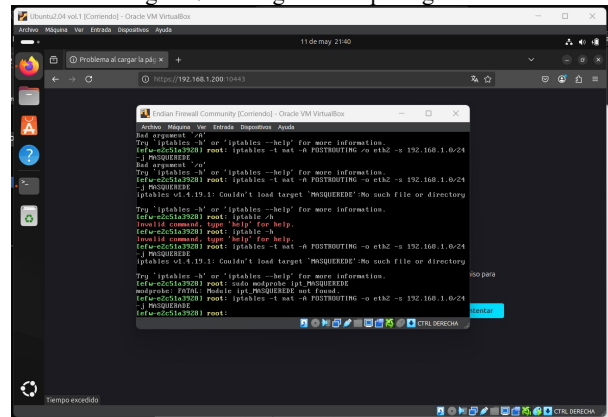 Ubuntu2.04 vol.1 [Corriendo] - Oracle VM VirtualBox
Archivo Máquina Ver Entrada Dispositivos Ayuda
11 de may 21:40
Problema al cargar la pág
https://192.168.1.200:10443
Endian Firewall Community [Corriendo] - Oracle VM VirtualBox
Archivo Máquina Ver Entrada Dispositivos Ayuda
Bad argument `/A'
Try `iptables -h' or 'iptables --help' for more information.
[efw-e2c51a3928] root: iptables -t nat -A POSTROUTING /o eth2 -s 192.168.1.0/24
-j MASQUEREDE
Bad argument `/o'
Try `iptables -h' or 'iptables --help' for more information.
[efw-e2c51a3928] root: iptables -t nat -A POSTROUTING -o eth2 -s 192.168.1.0/24
-j MASQUEREDE
iptables v1.4.19.1: Couldn't load target `MASQUEREDE':No such file or directory
Try `iptables -h' or 'iptables --help' for more information.
[efw-e2c51a3928] root: iptable /h
Invalid command, type 'help' for help.
[efw-e2c51a3928] root: iptable -h
Invalid command, type 'help' for help.
[efw-e2c51a3928] root: iptables -t nat -A POSTROUTING -o eth2 -s 192.168.1.0/24
-j MASQUEREDE
iptables v1.4.19.1: Couldn't load target `MASQUEREDE':No such file or directory
Try `iptables -h' or 'iptables --help' for more information.
[efw-e2c51a3928] root: sudo modprobe ipt_MASQUEREDE
modprobe: FATAL: Module ipt_MASQUEREDE not found.
[efw-e2c51a3928] root: iptables -t nat -A POSTROUTING -o eth2 -s 192.168.1.0/24
-j MASQUERADE
[efw-e2c51a3928] root:
CTRL DERECHA
iso para
ntentar
Tiempo excedido
CTRL DERECHA